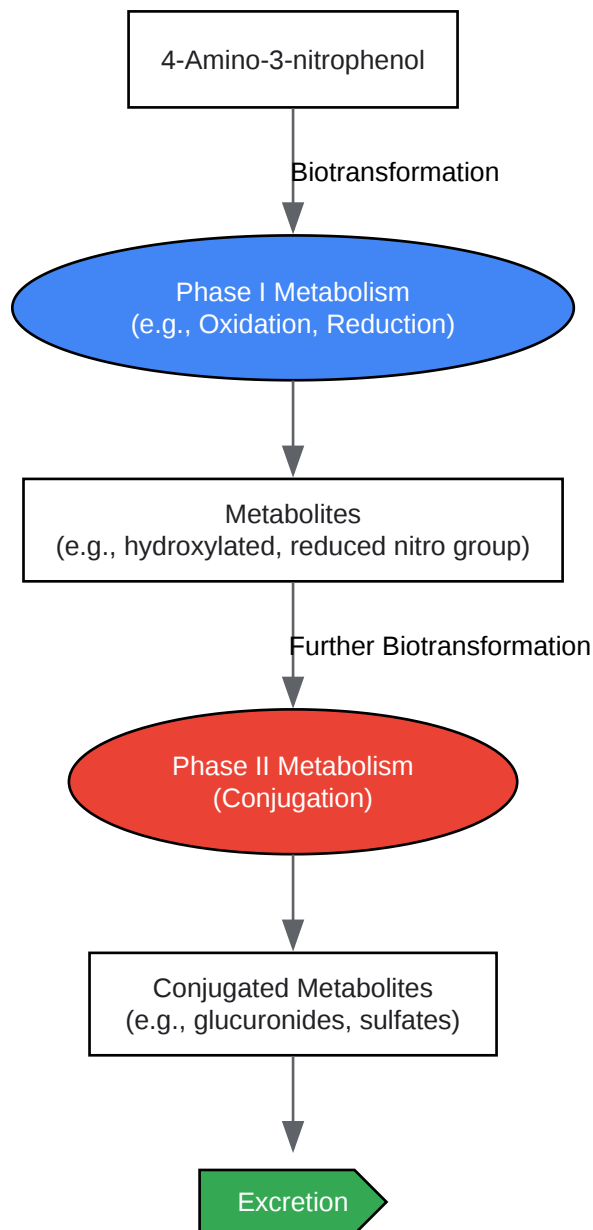 4-Amino-3-nitrophenol
Biotransformation
Phase I Metabolism
(e.g., Oxidation, Reduction)
Metabolites
(e.g., hydroxylated, reduced nitro group)
Further Biotransformation
Phase II Metabolism
(Conjugation)
Conjugated Metabolites
(e.g., glucuronides, sulfates)
Excretion